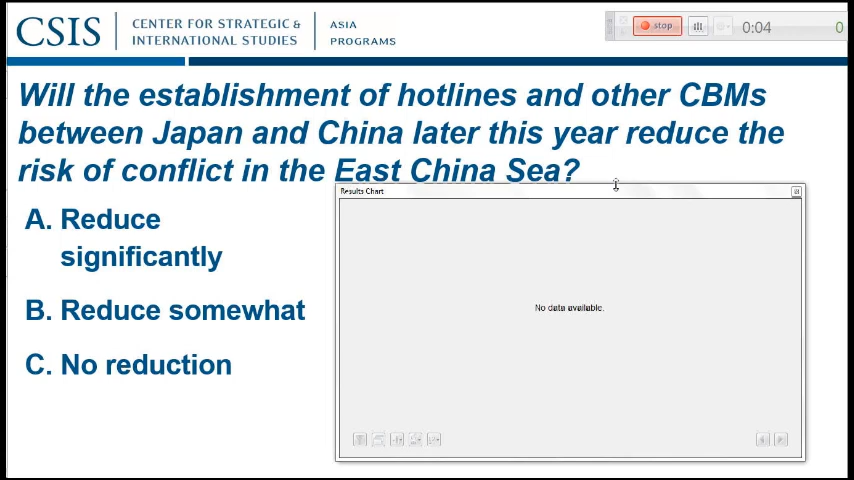 CSIS
CENTER FOR STRATEGIC &
INTERNATIONAL STUDIES
ASIA
PROGRAMS
stop
0:04
0
Will the establishment of hotlines and other CBMs
between Japan and China later this year reduce the
risk of conflict in the East China Sea?
A. Reduce
significantly
B. Reduce somewhat
C. No reduction
Results Chart
No data available.